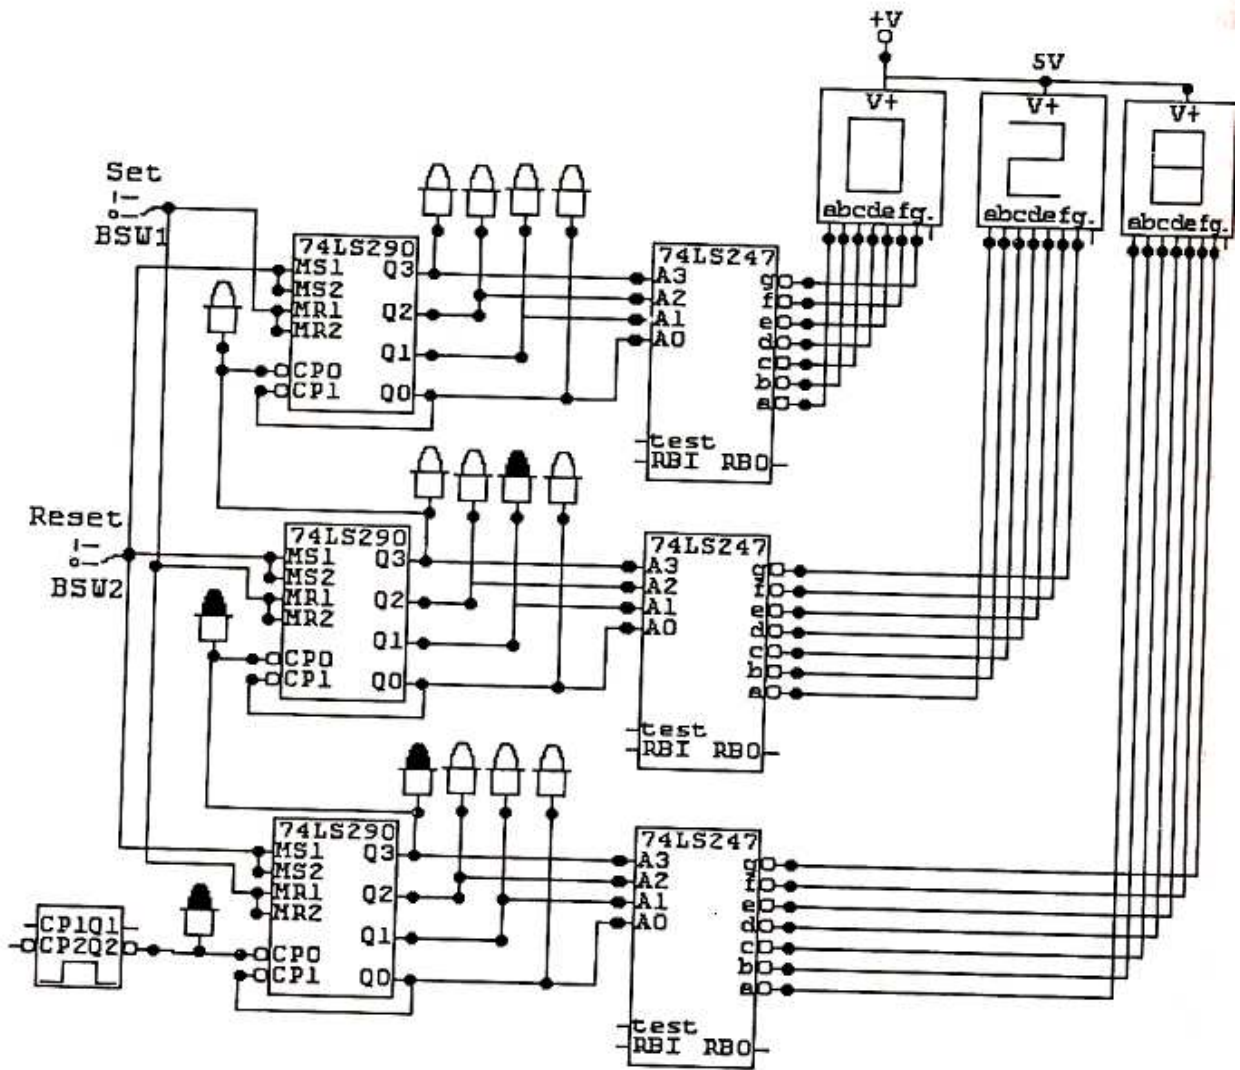 +V
5V
V+
V+
V+
abcdefg.
abcdefg.
abcdefg.
Set
BSW1
74LS290
MS1
MS2
MR1
MR2
CP0
CP1
Q3
Q2
Q1
Q0
74LS247
A3
A2
A1
A0
g
f
e
d
c
b
a
test
RBI RBO
Reset
BSW2
74LS290
MS1
MS2
MR1
MR2
CP0
CP1
Q3
Q2
Q1
Q0
74LS247
A3
A2
A1
A0
g
f
e
d
c
b
a
test
RBI RBO
74LS290
MS1
MS2
MR1
MR2
CP0
CP1
Q3
Q2
Q1
Q0
74LS247
A3
A2
A1
A0
g
f
e
d
c
b
a
test
RBI RBO
CP1Q1
CP2Q2
0
2
8